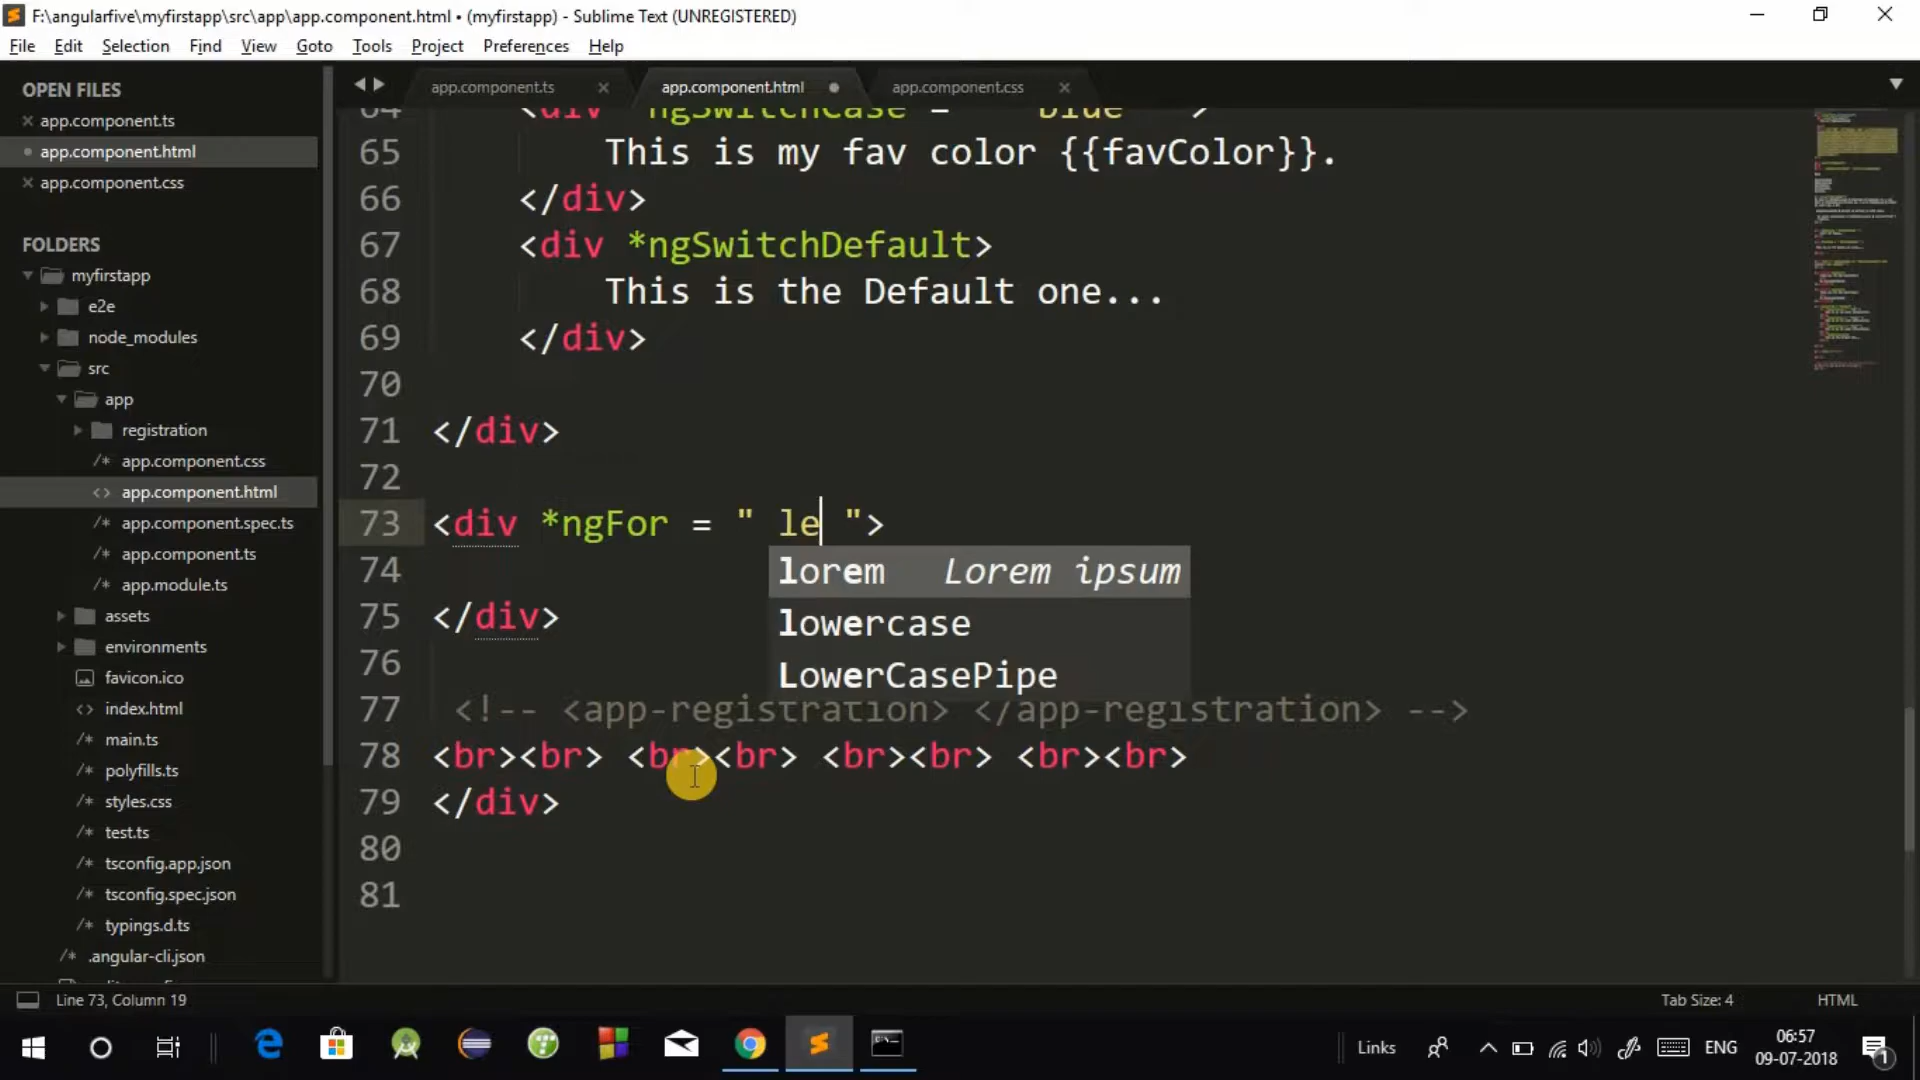 F:\angularfive\myfirstapp\src\app\app.component.html • (myfirstapp) - Sublime Text (UNREGISTERED)
File Edit Selection Find View Goto Tools Project Preferences Help
OPEN FILES
app.component.ts
app.component.html
app.component.css
FOLDERS
myfirstapp
e2e
node_modules
src
app
registration
app.component.css
app.component.html
app.component.spec.ts
app.component.ts
app.module.ts
assets
environments
favicon.ico
index.html
main.ts
polyfills.ts
styles.css
test.ts
tsconfig.app.json
tsconfig.spec.json
typings.d.ts
.angular-cli.json
app.component.ts app.component.html app.component.css
64 <div *ngSwitchCase = " 'blue' ">
65 This is my fav color {{favColor}}.
66 </div>
67 <div *ngSwitchDefault>
68 This is the Default one...
69 </div>
70
71 </div>
72
73 <div *ngFor = " le ">
lorem Lorem ipsum
lowercase
LowerCasePipe
74
75 </div>
76
77 <!-- <app-registration> </app-registration> -->
78 <br><br> <br><br> <br><br> <br><br>
79 </div>
80
81
Line 73, Column 19
Tab Size: 4
HTML
Links
ENG
06:57
09-07-2018
1